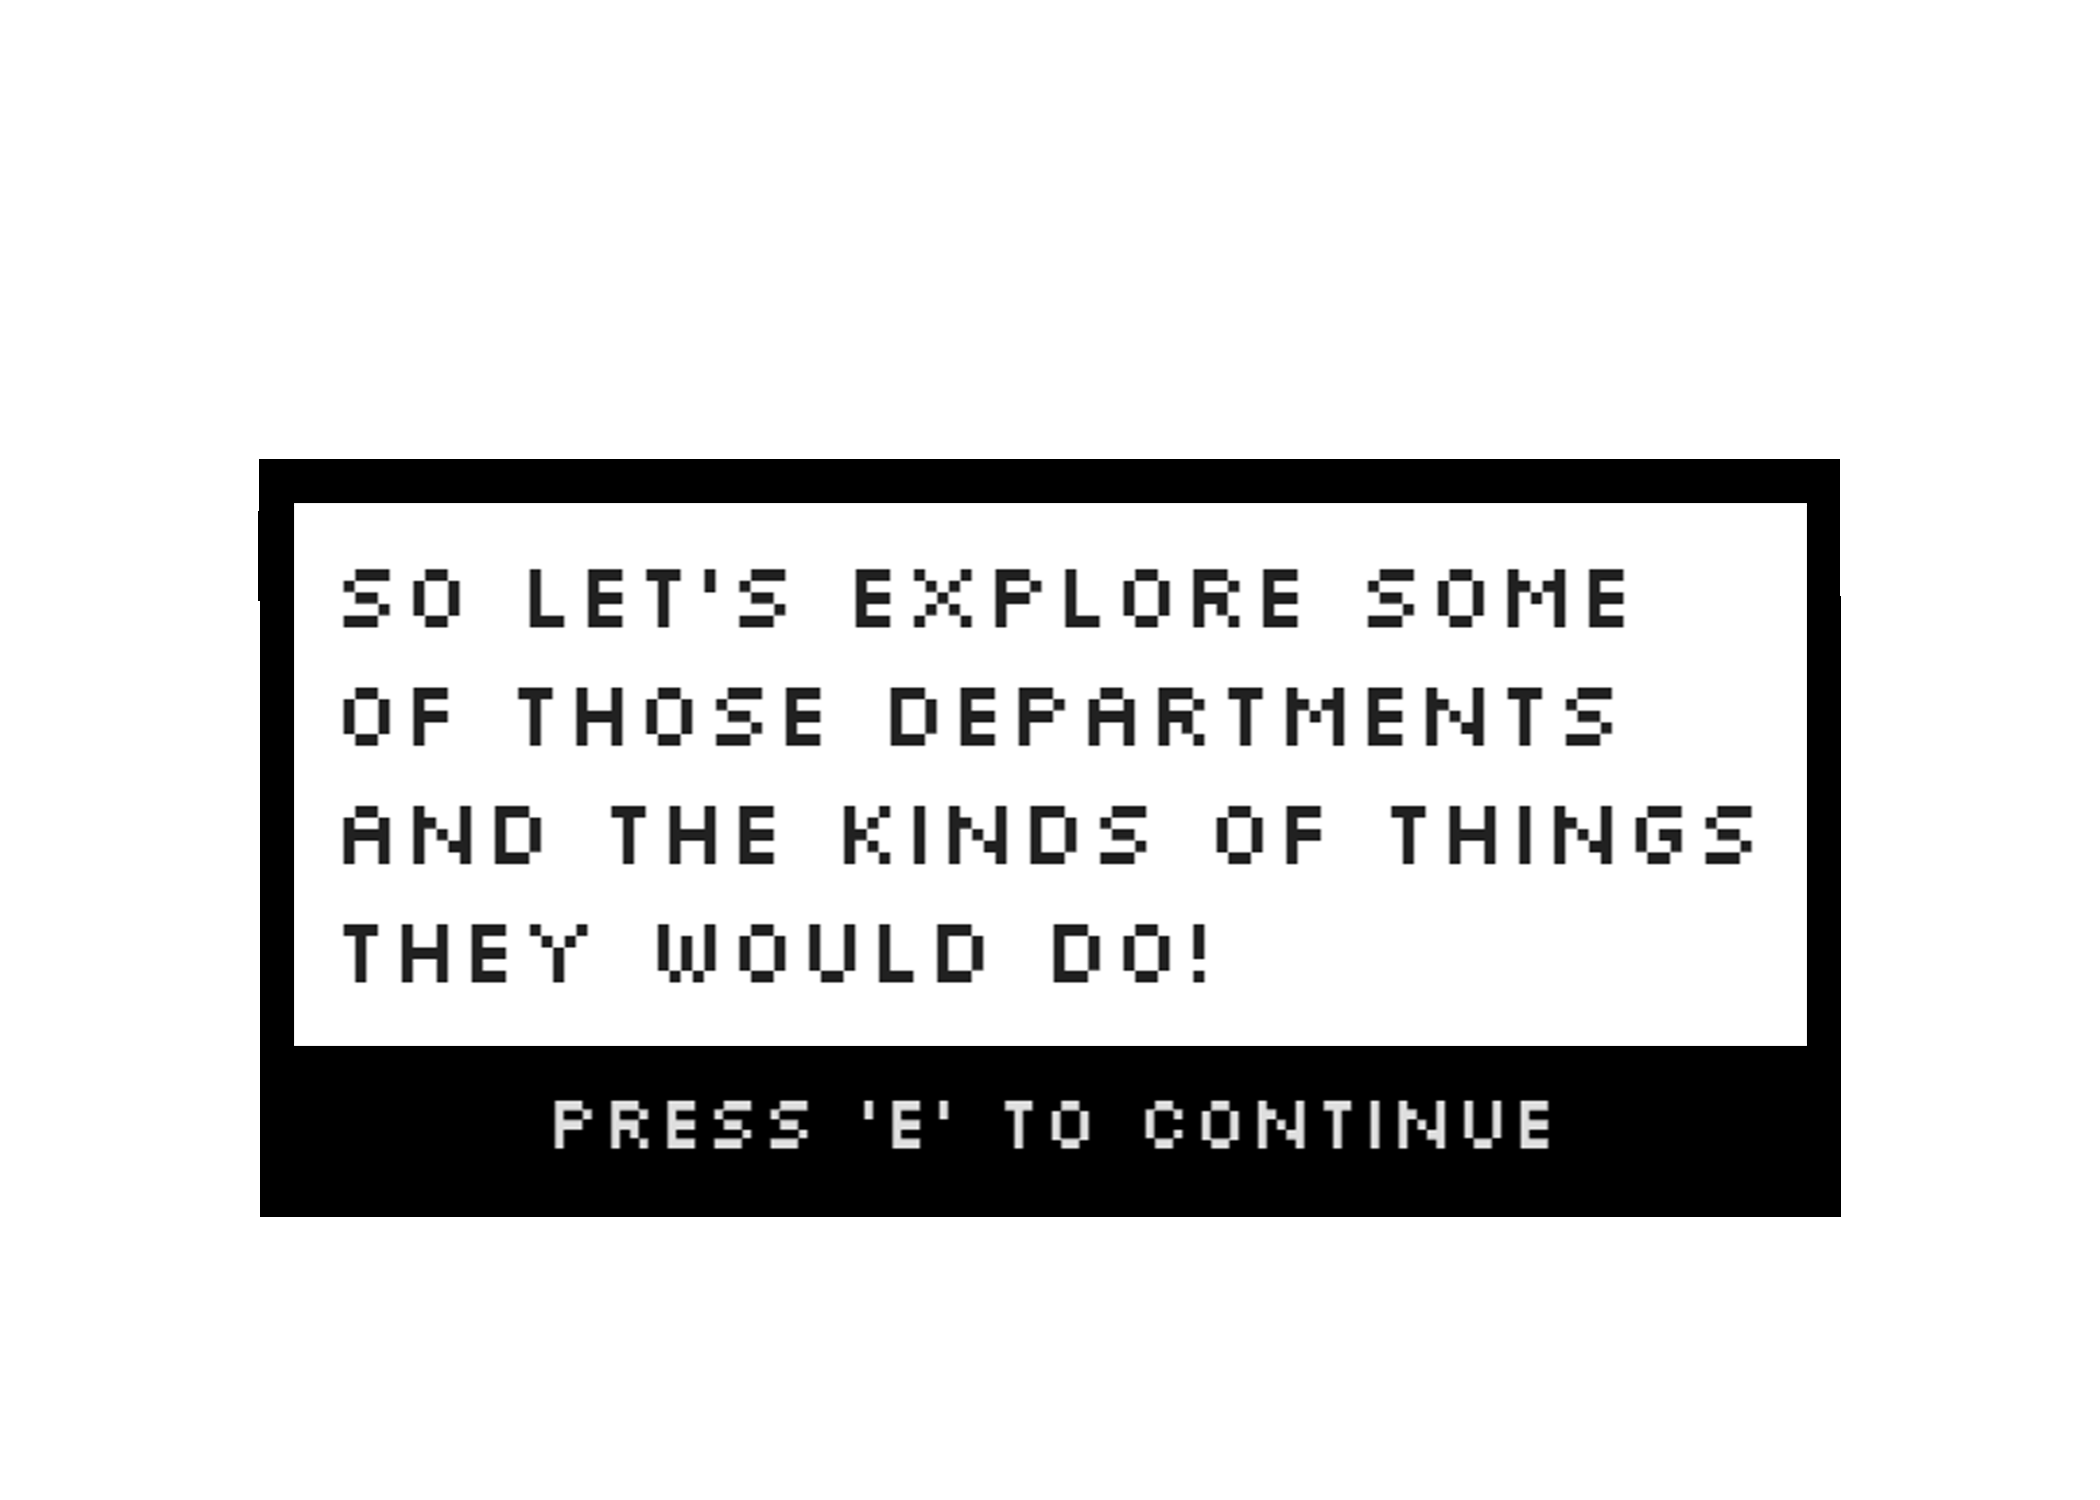 SO LET'S EXPLORE SOME
OF THOSE DEPARTMENTS
AND THE KINDS OF THINGS
THEY WOULD DO!
PRESS 'E' TO CONTINUE